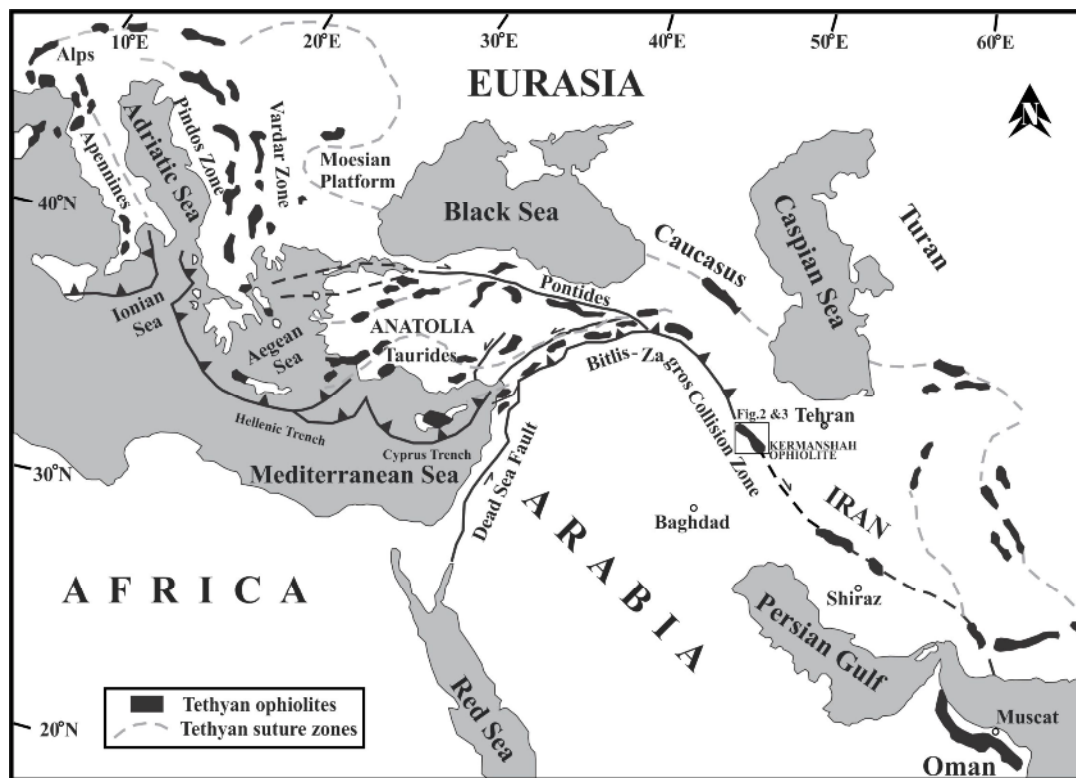 10°E
20°E
30°E
40°E
50°E
60°E
Alps
EURASIA
N
Adriatic Sea
Pindos Zone
Vardar Zone
Apennines
Moesian
Platform
40°N
Black Sea
Caspian Sea
Turan
Caucasus
Ionian
Sea
Pontides
Aegean
Sea
ANATOLIA
Taurides
Bitlis-Zagros Collision Zone
Hellenic Trench
Cyprus Trench
Fig.2 &3
Tehran
KERMANSHAH
OPHIOLITE
30°N
Mediterranean Sea
Dead Sea Fault
ARABIA
IRAN
Baghdad
AFRICA
Shiraz
Persian Gulf
Red Sea
Tethyan ophiolites
Tethyan suture zones
20°N
Muscat
Oman